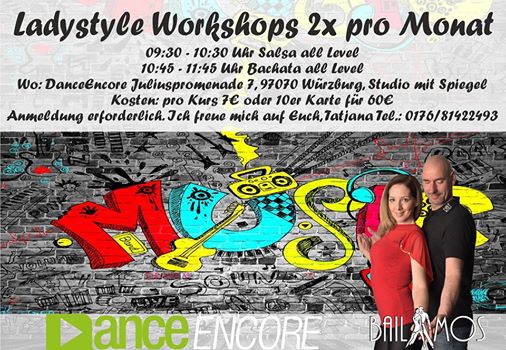 Ladystyle Workshops 2x pro Monat
09:30 - 10:30 Uhr Salsa all Level
10:45 - 11:45 Uhr Bachata all Level
Wo: DanceEncore Juliuspromenade 7, 97070 Würzburg, Studio mit Spiegel
Kosten: pro Kurs 7€ oder 10er Karte für 60€
Anmeldung erforderlich. Ich freue mich auf Euch, Tatjana Tel.: 0176/81422493
MUSIC
Dance ENCORE
BAILAMOS